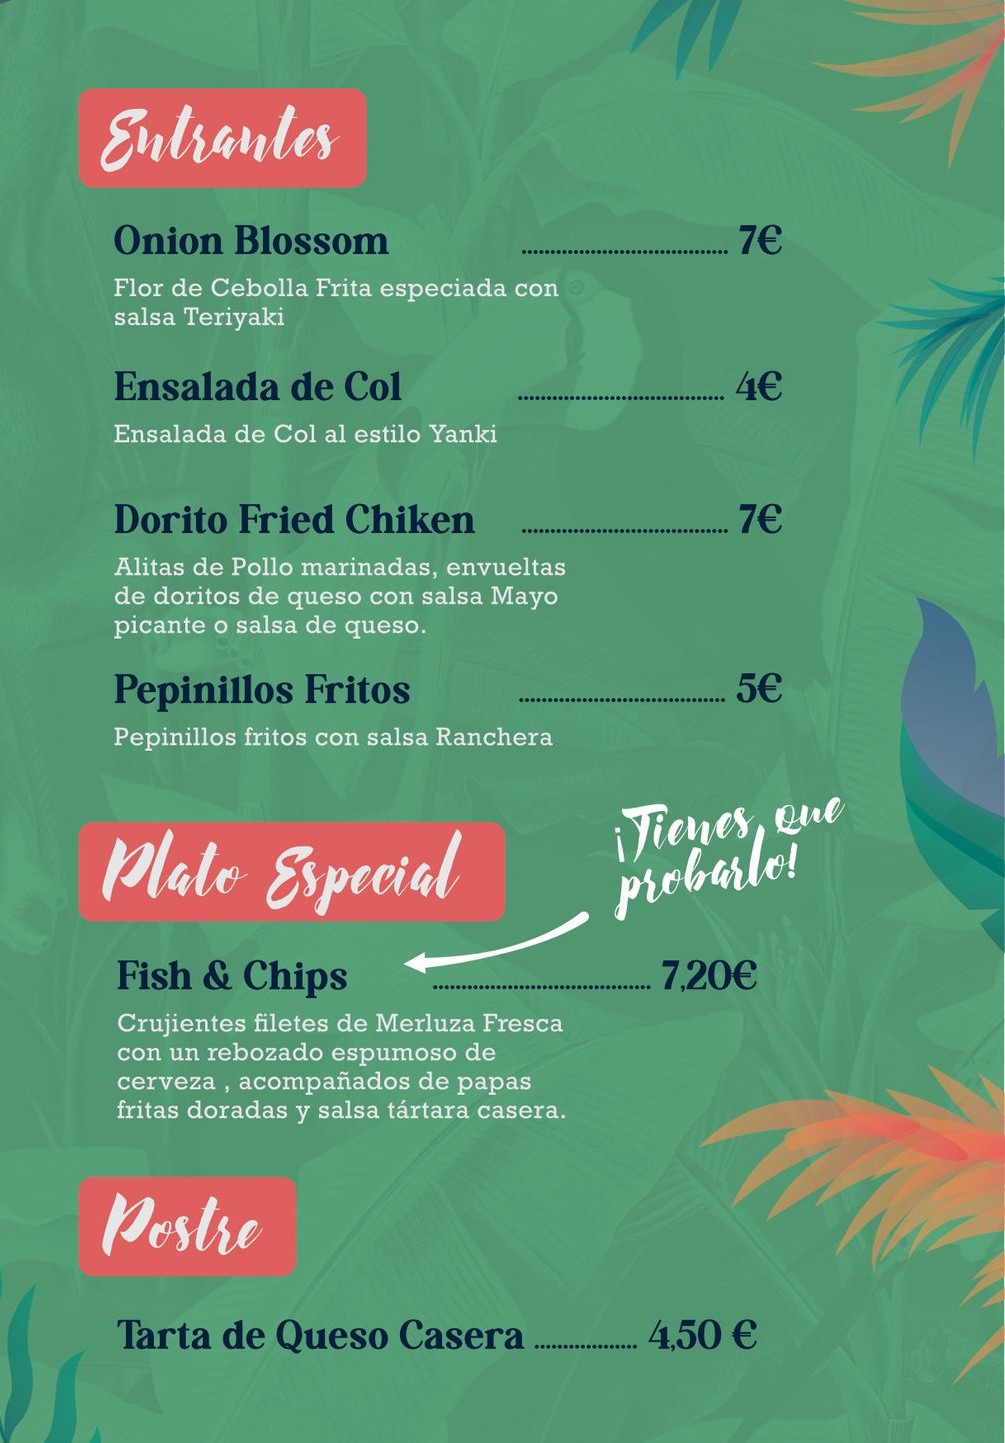 Entrantes
Onion Blossom ........................................ 7€
Flor de Cebolla Frita especiada con
salsa Teriyaki
Ensalada de Col ........................................ 4€
Ensalada de Col al estilo Yanki
Dorito Fried Chiken ........................................ 7€
Alitas de Pollo marinadas, envueltas
de doritos de queso con salsa Mayo
picante o salsa de queso.
Pepinillos Fritos ........................................ 5€
Pepinillos fritos con salsa Ranchera
¡Tienes que
probarlo!
Plato Especial
Fish & Chips ........................................ 7,20€
Crujientes filetes de Merluza Fresca
con un rebozado espumoso de
cerveza , acompañados de papas
fritas doradas y salsa tártara casera.
Postre
Tarta de Queso Casera .................... 4,50 €